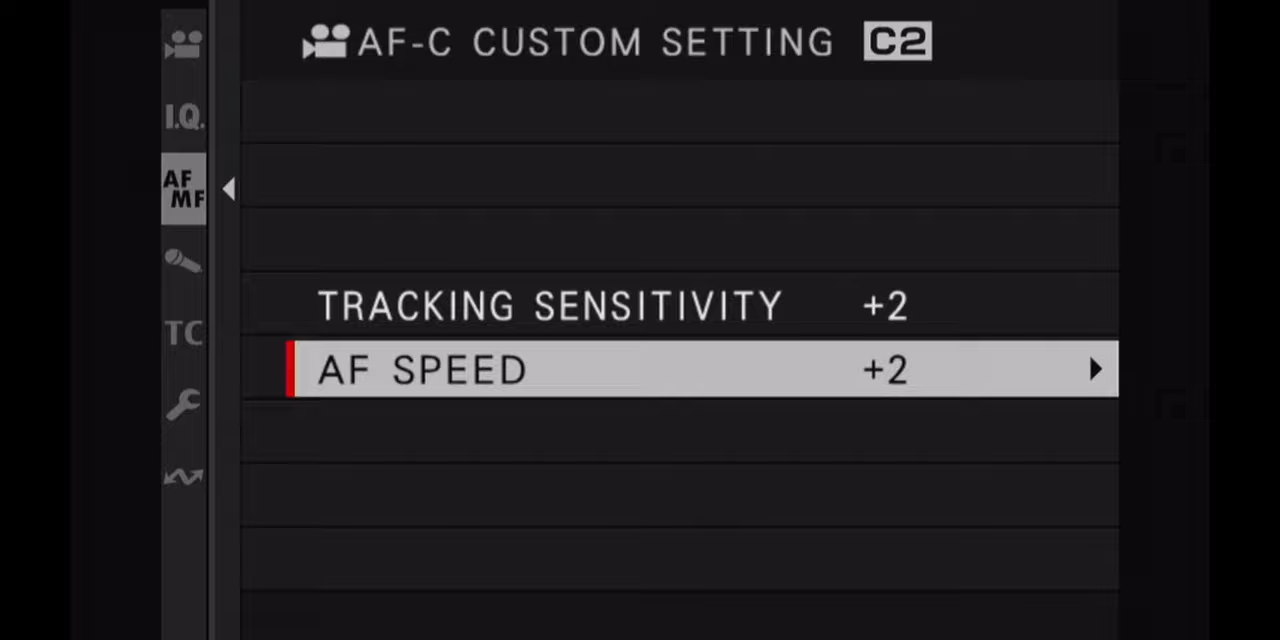 AF-C CUSTOM SETTING C2
I.Q.
AF
MF
TRACKING SENSITIVITY +2
TC
AF SPEED +2